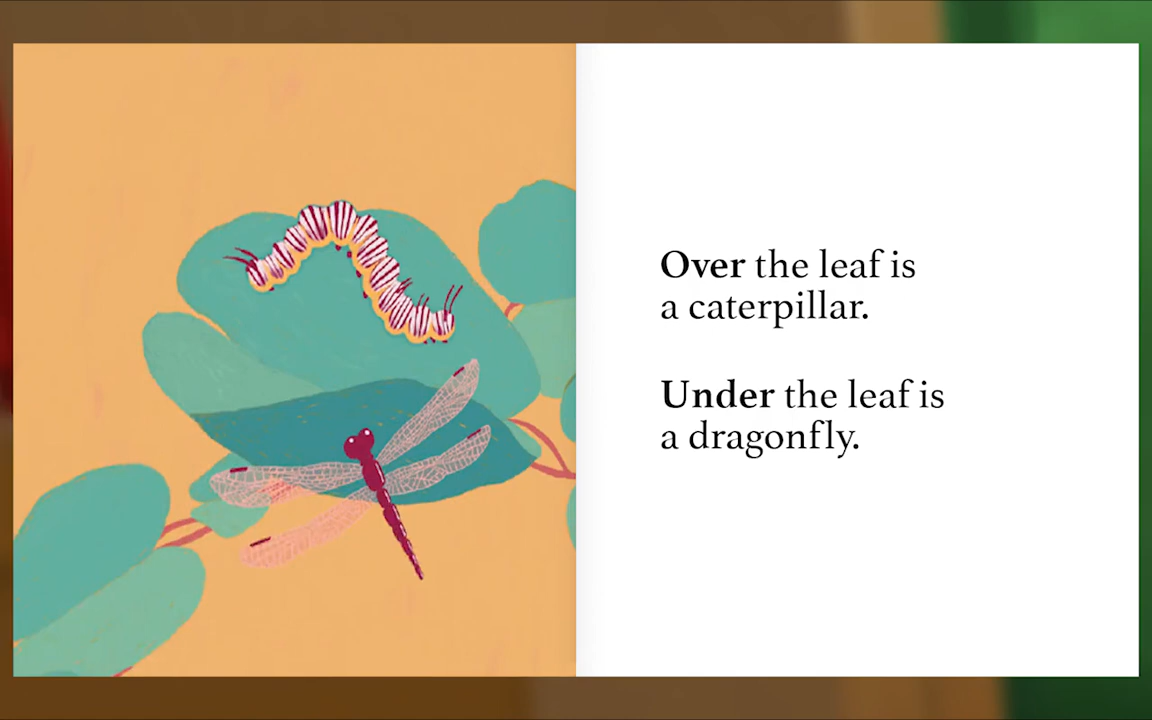 Over the leaf is
a caterpillar.
Under the leaf is
a dragonfly.